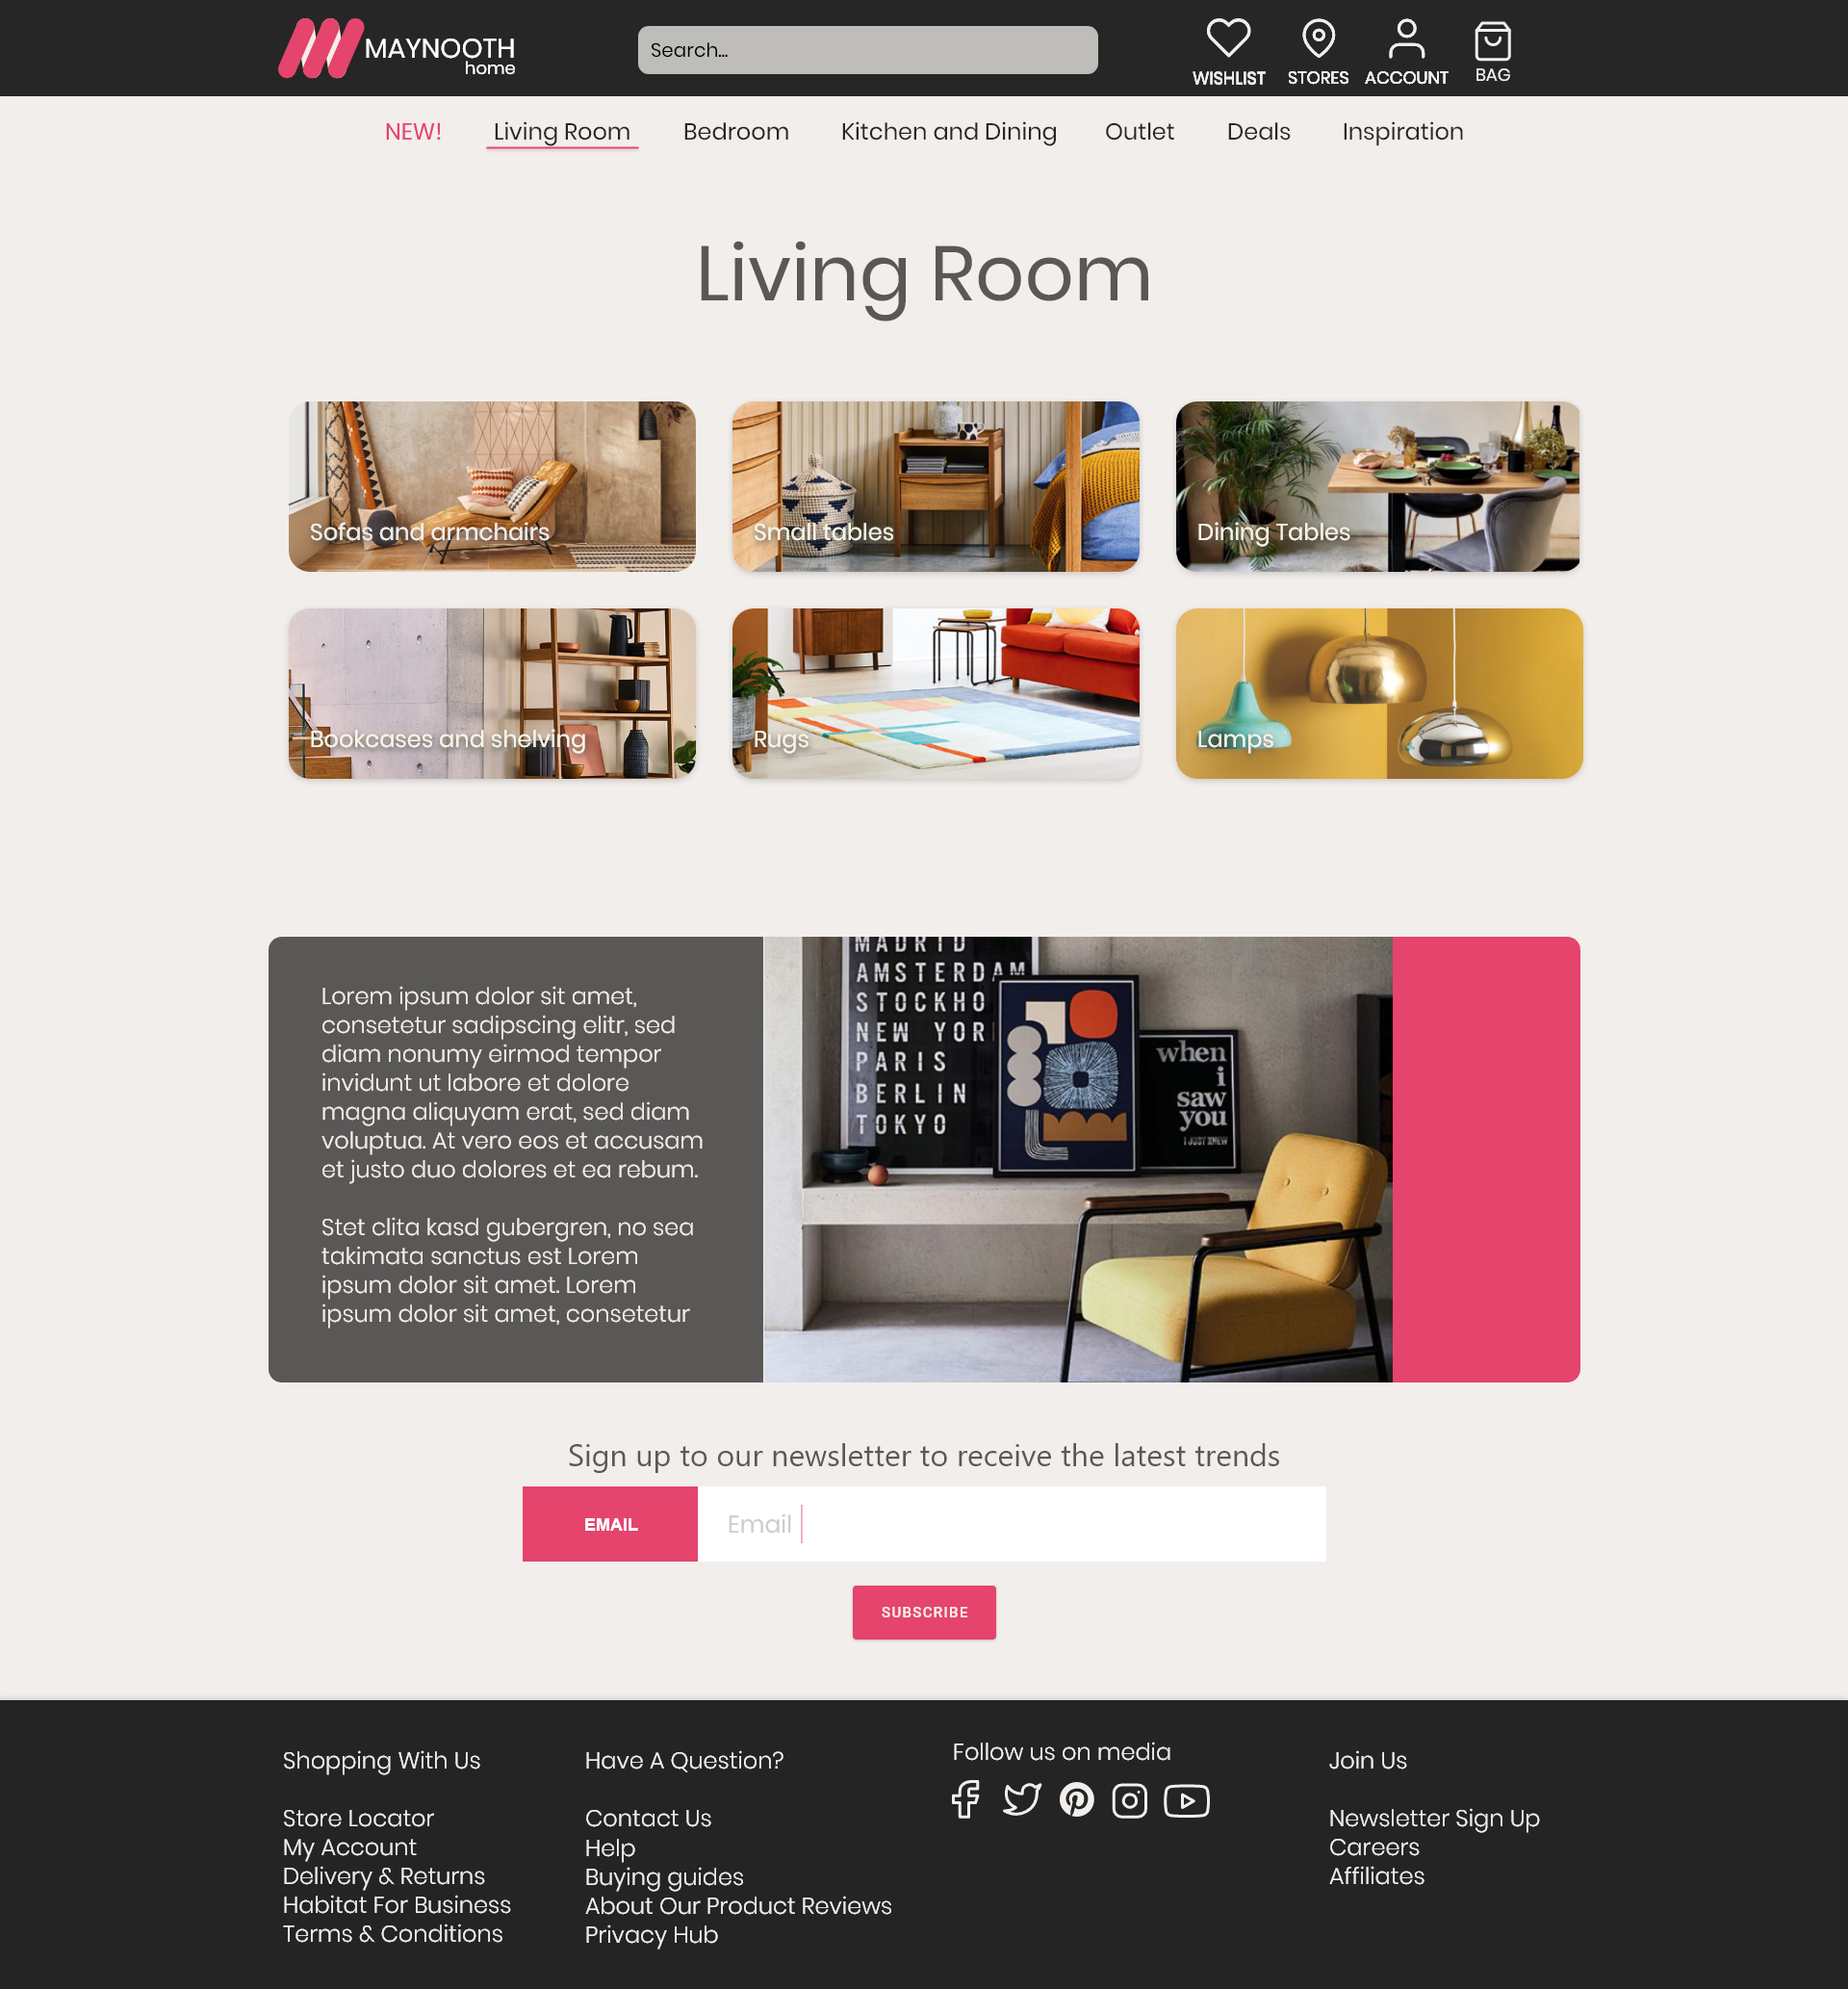 MAYNOOTH
home
Search...
WISHLIST
STORES
ACCOUNT
BAG
NEW!
Living Room
Bedroom
Kitchen and Dining
Outlet
Deals
Inspiration
Living Room
Sofas and armchairs
Small tables
Dining Tables
Bookcases and shelving
Rugs
Lamps
Lorem ipsum dolor sit amet,
consetetur sadipscing elitr, sed
diam nonumy eirmod tempor
invidunt ut labore et dolore
magna aliquyam erat, sed diam
voluptua. At vero eos et accusam
et justo duo dolores et ea rebum.
Stet clita kasd gubergren, no sea
takimata sanctus est Lorem
ipsum dolor sit amet. Lorem
ipsum dolor sit amet, consetetur
MADRID
AMSTERDAM
STOCKHO
NEW YOR
PARIS
BERLIN
TOKYO
when
i
saw
you
I JUST KNEW
Sign up to our newsletter to receive the latest trends
EMAIL
Email
SUBSCRIBE
Shopping With Us
Store Locator
My Account
Delivery & Returns
Habitat For Business
Terms & Conditions
Have A Question?
Contact Us
Help
Buying guides
About Our Product Reviews
Privacy Hub
Follow us on media
Join Us
Newsletter Sign Up
Careers
Affiliates